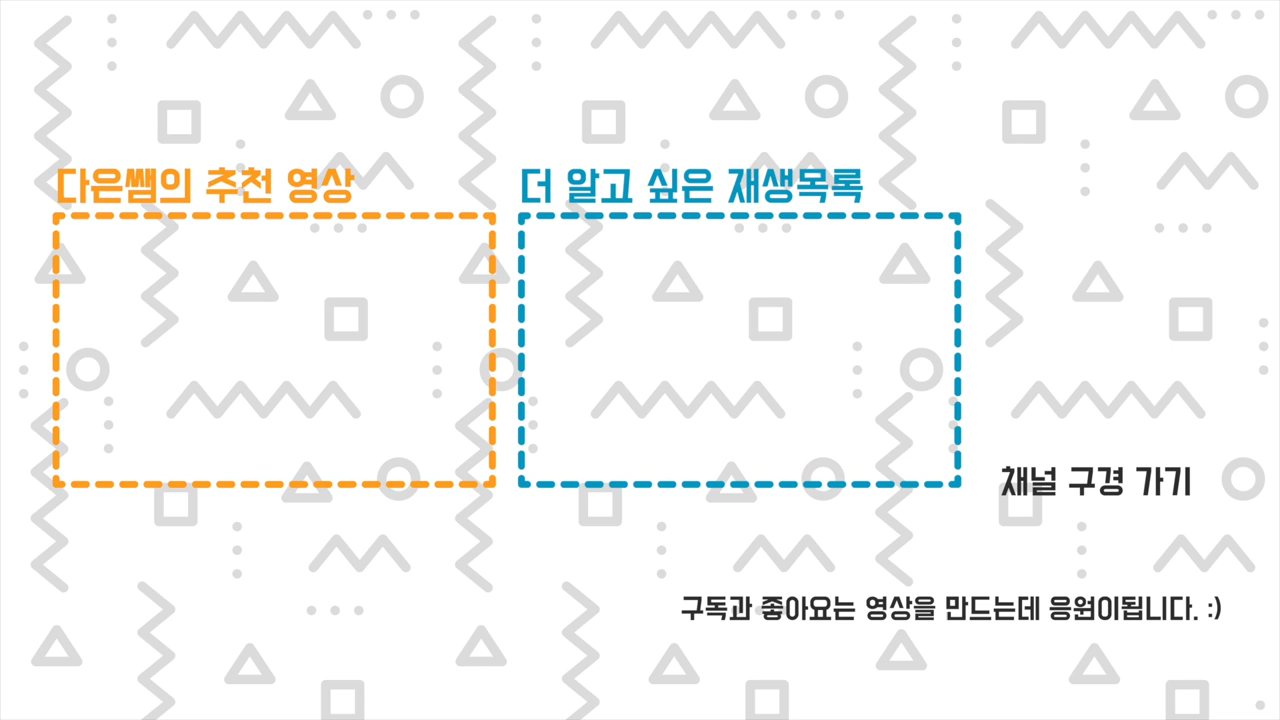 다은쌤의 추천 영상
더 알고 싶은 재생목록
채널 구경 가기
구독과 좋아요는 영상을 만드는데 응원이됩니다. :)